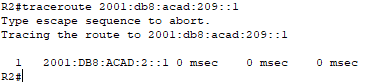 R2#traceroute 2001:db8:acad:209::1
Type escape sequence to abort.
Tracing the route to 2001:db8:acad:209::1

1 2001:DB8:ACAD:2::1 0 msec 0 msec 0 msec
R2#